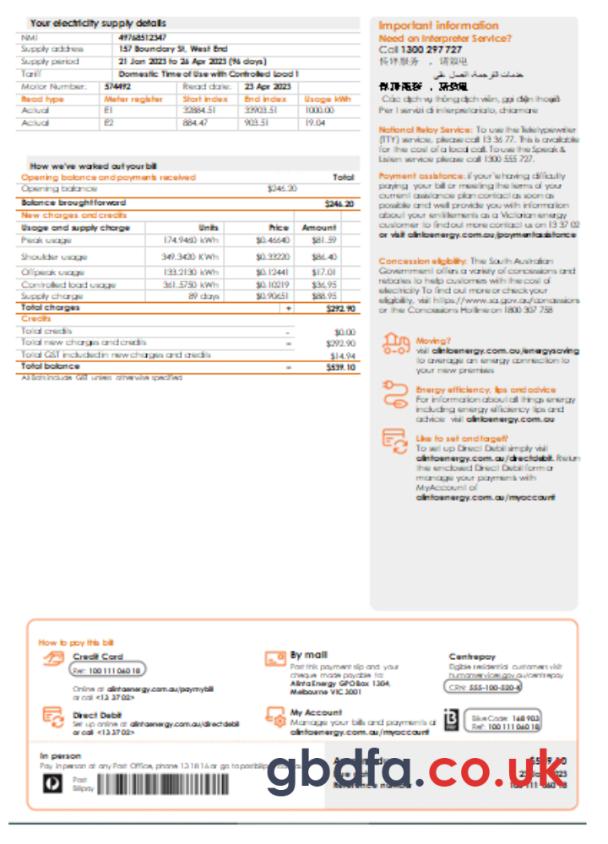 Your electricity supply details
NMI 49768512347
Supply address 157 Boundary St, West End
Supply period 21 Jan 2023 to 26 Apr 2023 (96 days)
Tariff Domestic Time of Use with Controlled Load 1
Motor Number: 574492 Read date: 23 Apr 2023
Read type Meter register Start index End index Usage kWh
Actual E1 32884.51 33903.51 1000.00
Actual E2 884.47 903.51 19.04
How we've worked out your bill
Opening balance and payments received Total
Opening balance $246.20
Balance brought forward $246.20
New charges and credits
Usage and supply charge Units Price Amount
Peak usage 174.9460 kWh $0.46640 $81.59
Shoulder usage 349.3420 KWh $0.33220 $86.40
Offpeak usage 133.2130 kWh $0.12441 $17.01
Controlled load usage 361.5750 kWh $0.10219 $36.95
Supply charge 89 days $0.90651 $88.95
Total charges + $292.90
Credits
Total credits - $0.00
Total new charges and credits = $292.90
Total GST included in new charges and credits $14.94
Total balance = $539.10
All Bats include GST unless otherwise specified
Important information
Need an Interpreter Service?
Call 1300 297 727
خدمات الترجمة، اتصل على
Các dịch vụ thông dịch viên, gọi điện thoại
Per I servizi di interpretariato, chiamare
National Relay Service: To use the Teletypewriter
(TTY) service, please call 13 36 77. This is available
for the cost of a local call. To use the Speak &
Listen service please call 1300 555 727.
Payment assistance: if you're having difficulty
paying your bill or meeting the terms of your
current assistance plan contact as soon as
possible and well provide you with information
about your entitlements as a Victorian energy
customer to find out more contact us on 13 37 02
or visit alintaenergy.com.au/paymentassistance
Concession eligibility: The South Australian
Government offers a variety of concessions and
rebates to help customers with the cost of
electricity To find out more or check your
eligibility, visit https://www.sa.gov.au/concessions
or the Concessions Hotline on 1800 307 758
Moving?
visit alintaenergy.com.au/energysaving
to average an energy connection to
your new premises
Energy efficiency, tips and advice
For information about all things energy
including energy efficiency tips and
advice visit alintaenergy.com.au
Like to set and target?
To set up Direct Debit simply visit
alintaenergy.com.au/directdebit. Return
the enclosed Direct Debit form or
manage your payments with
MyAccount at
alintaenergy.com.au/myaccount
How to pay this bill
Credit Card
Ref: 100 111 060 18
Online at alintaenergy.com.au/paymybill
or call <13 37 02>
Direct Debit
Set up online at alintaenergy.com.au/directdebit
or call <13 37 02>
By mail
Post this payment slip and your
cheque made payable to:
Alinta Energy GPO Box 1304,
Melbourne VIC 3001
My Account
Manage your bills and payments at
alintaenergy.com.au/myaccount
Centrepay
Eligible residential customers visit
humanservices.gov.au/centrepay
CRN: 555-100-520-K
Biller Code: 168 903
Ref: 100 111 060 18
In person
Pay in person at any Post Office, phone 13 18 16 or go to postbillpay
Post
Billpay
gbdfa.co.uk